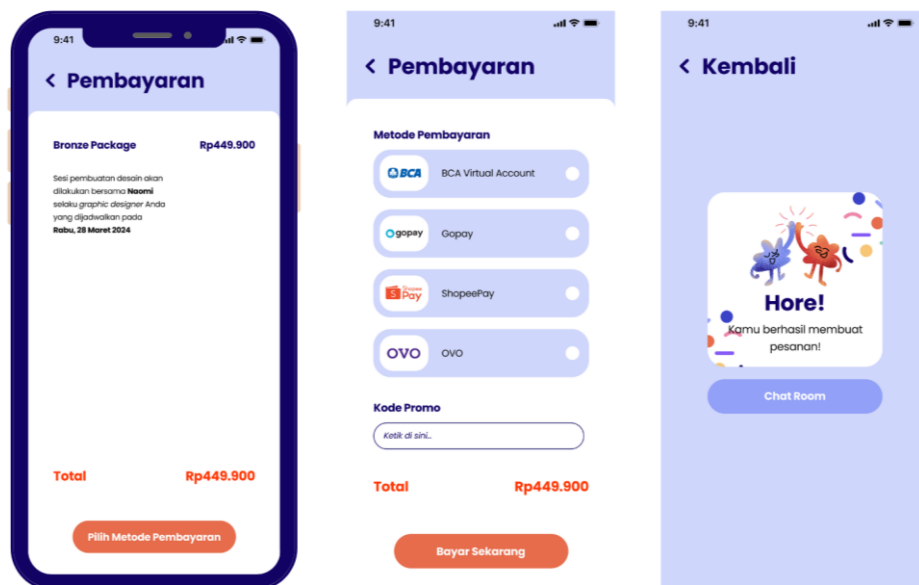 9:41
Pembayaran
Bronze Package Rp449.900
Sesi pembuatan desain akan
dilakukan bersama Naomi
selaku graphic designer Anda
yang dijadwalkan pada
Rabu, 28 Maret 2024
Total Rp449.900
Pilih Metode Pembayaran
9:41
Pembayaran
Metode Pembayaran
BCA BCA Virtual Account
gopay Gopay
Shopee
Pay ShopeePay
OVO OVO
Kode Promo
Ketik di sini...
Total Rp449.900
Bayar Sekarang
9:41
Kembali
Hore!
Kamu berhasil membuat
pesanan!
Chat Room